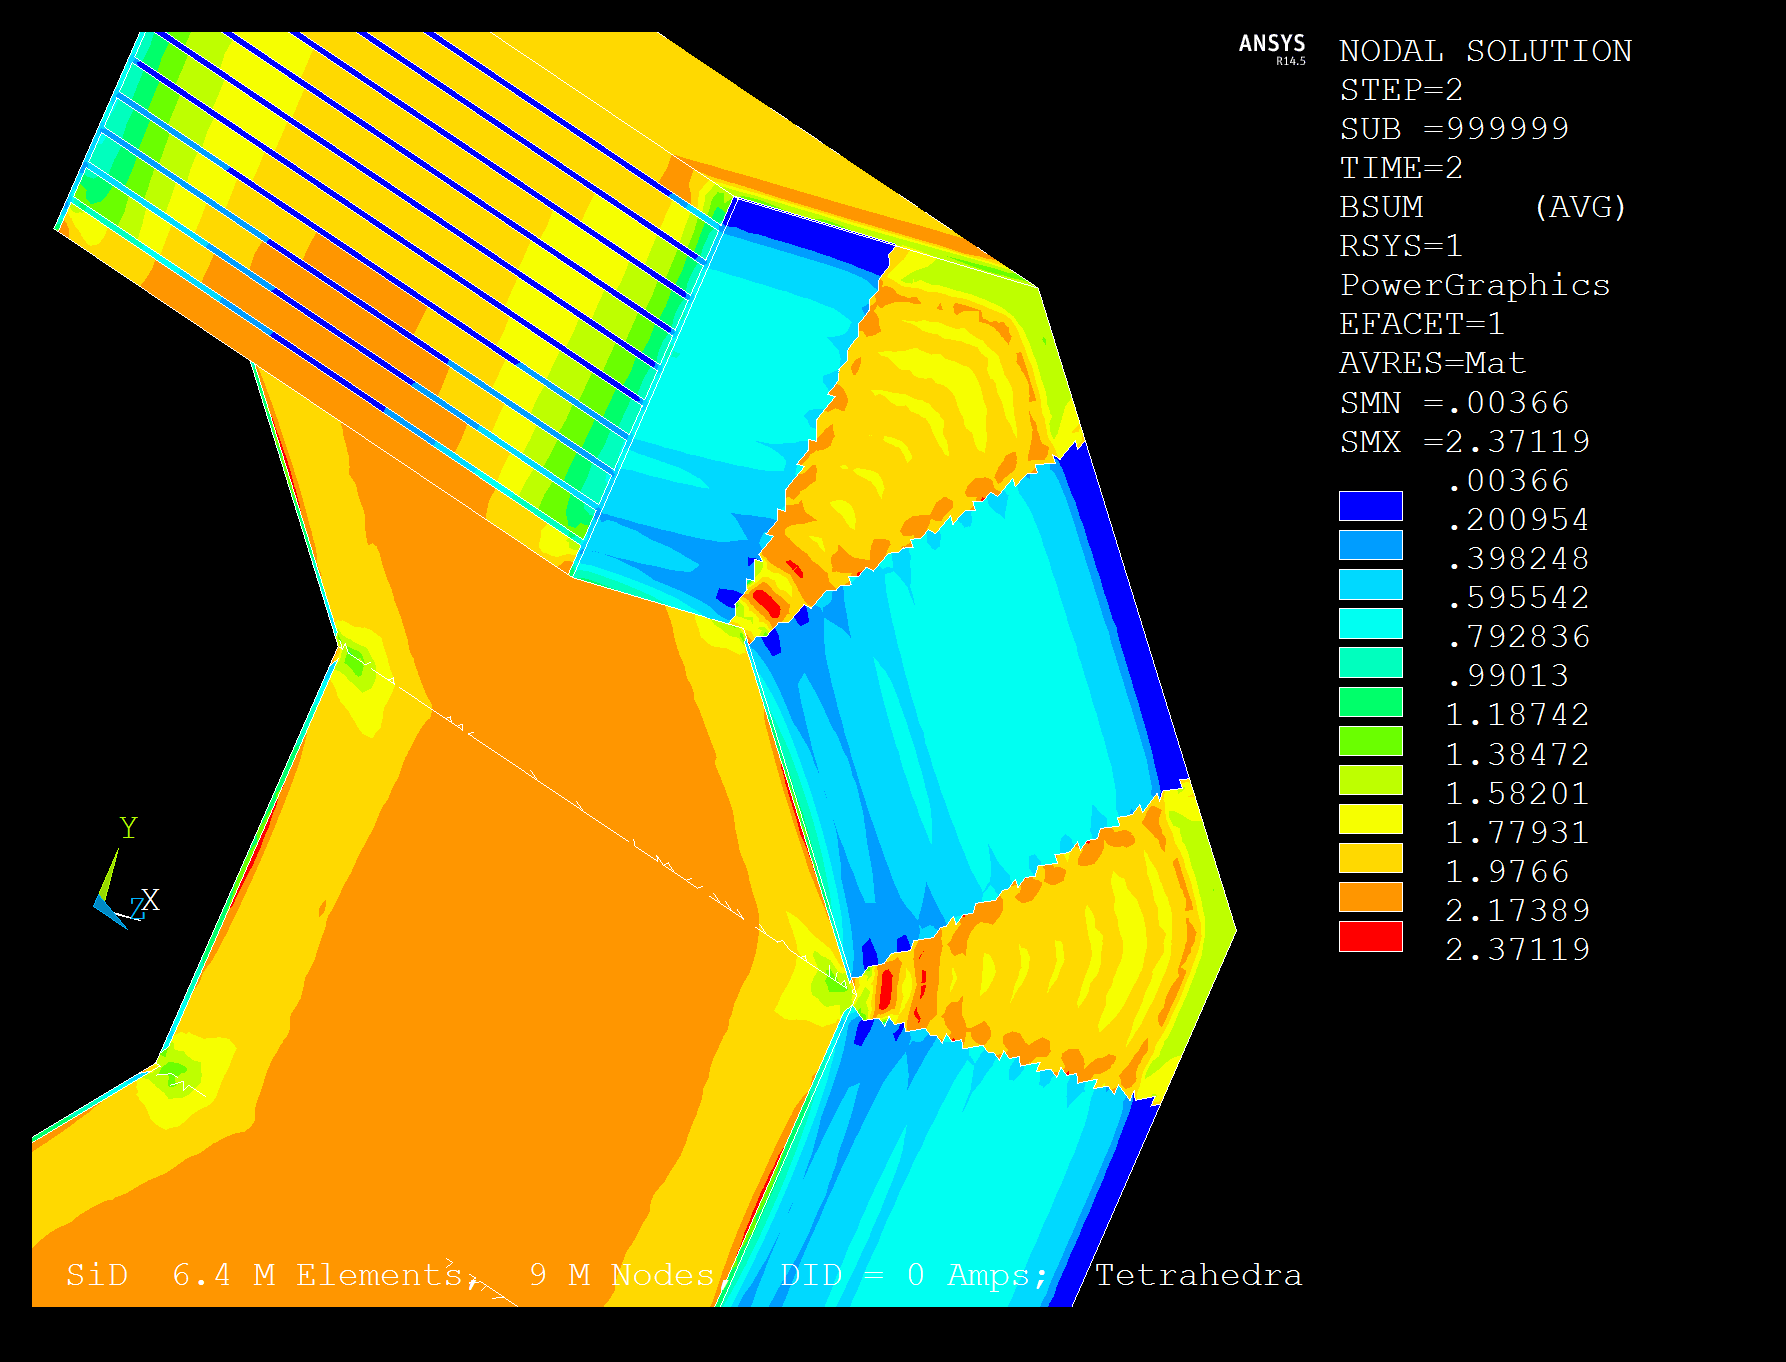 ANSYS
R14.5
NODAL SOLUTION
STEP=2
SUB =999999
TIME=2
BSUM (AVG)
RSYS=1
PowerGraphics
EFACET=1
AVRES=Mat
SMN =.00366
SMX =2.37119
.00366
.200954
.398248
.595542
.792836
.99013
1.18742
1.38472
1.58201
1.77931
1.9766
2.17389
2.37119
Y
Z X
SiD 6.4 M Elements, 9 M Nodes, DID = 0 Amps; Tetrahedra